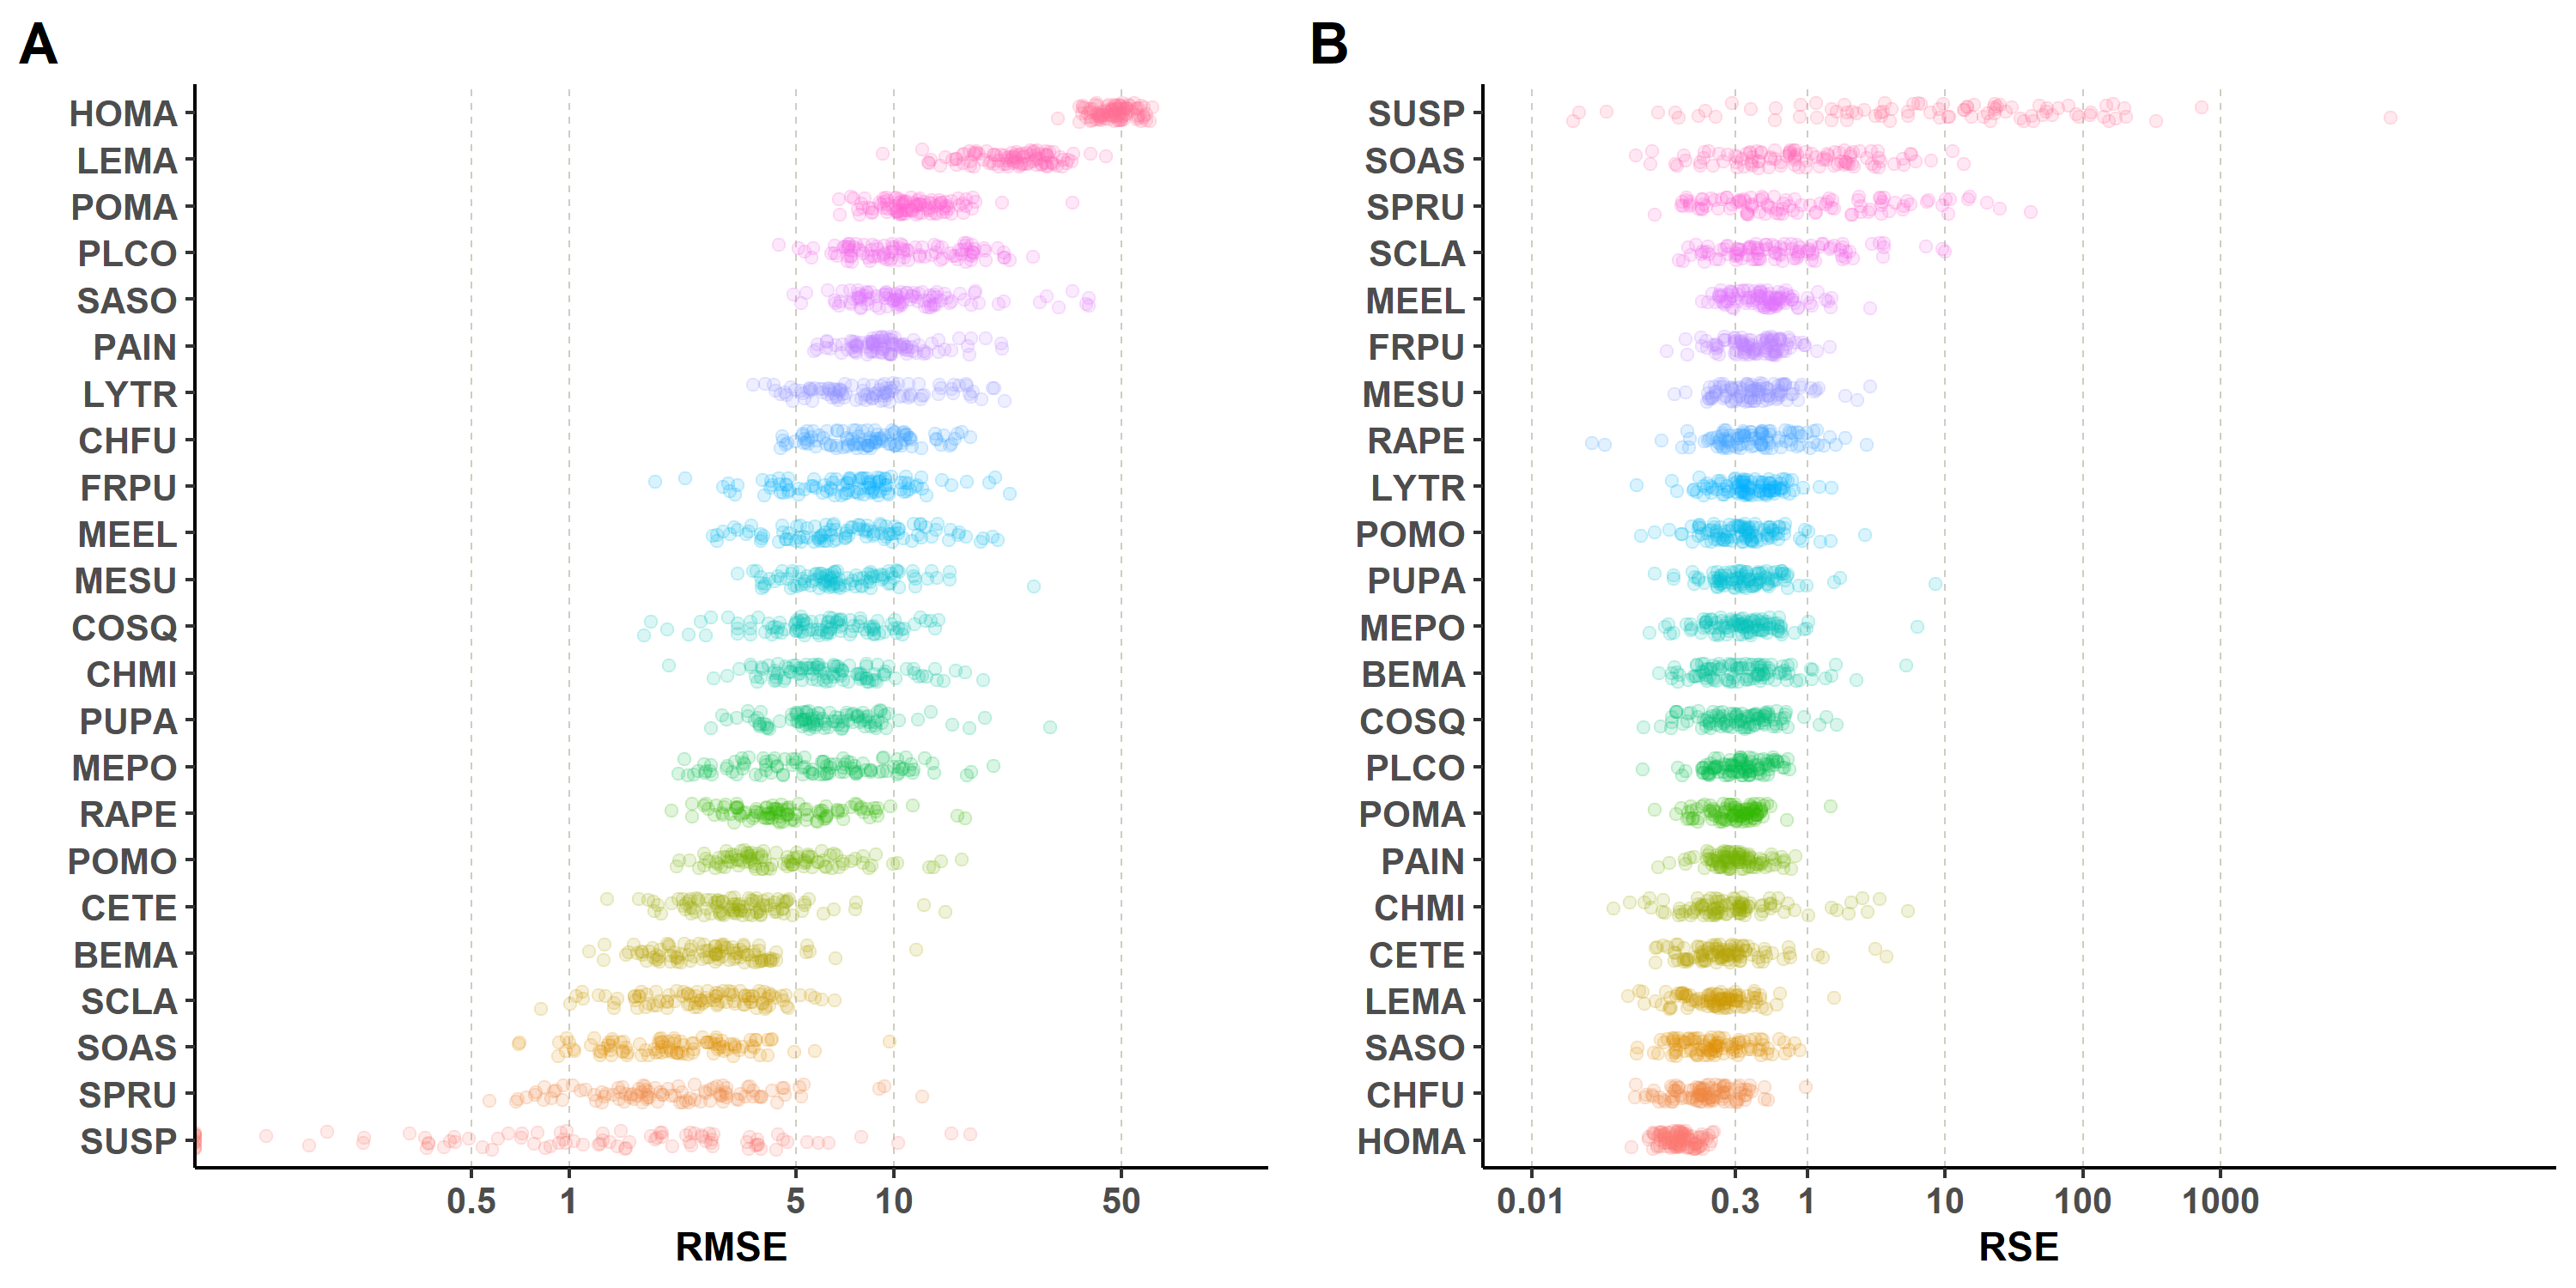 A
HOMA
LEMA
POMA
PLCO
SASO
PAIN
LYTR
CHFU
FRPU
MEEL
MESU
COSQ
CHMI
PUPA
MEPO
RAPE
POMO
CETE
BEMA
SCLA
SOAS
SPRU
SUSP
0.5 1 5 10 50
RMSE
B
SUSP
SOAS
SPRU
SCLA
MEEL
FRPU
MESU
RAPE
LYTR
POMO
PUPA
MEPO
BEMA
COSQ
PLCO
POMA
PAIN
CHMI
CETE
LEMA
SASO
CHFU
HOMA
0.01 0.3 1 10 100 1000
RSE